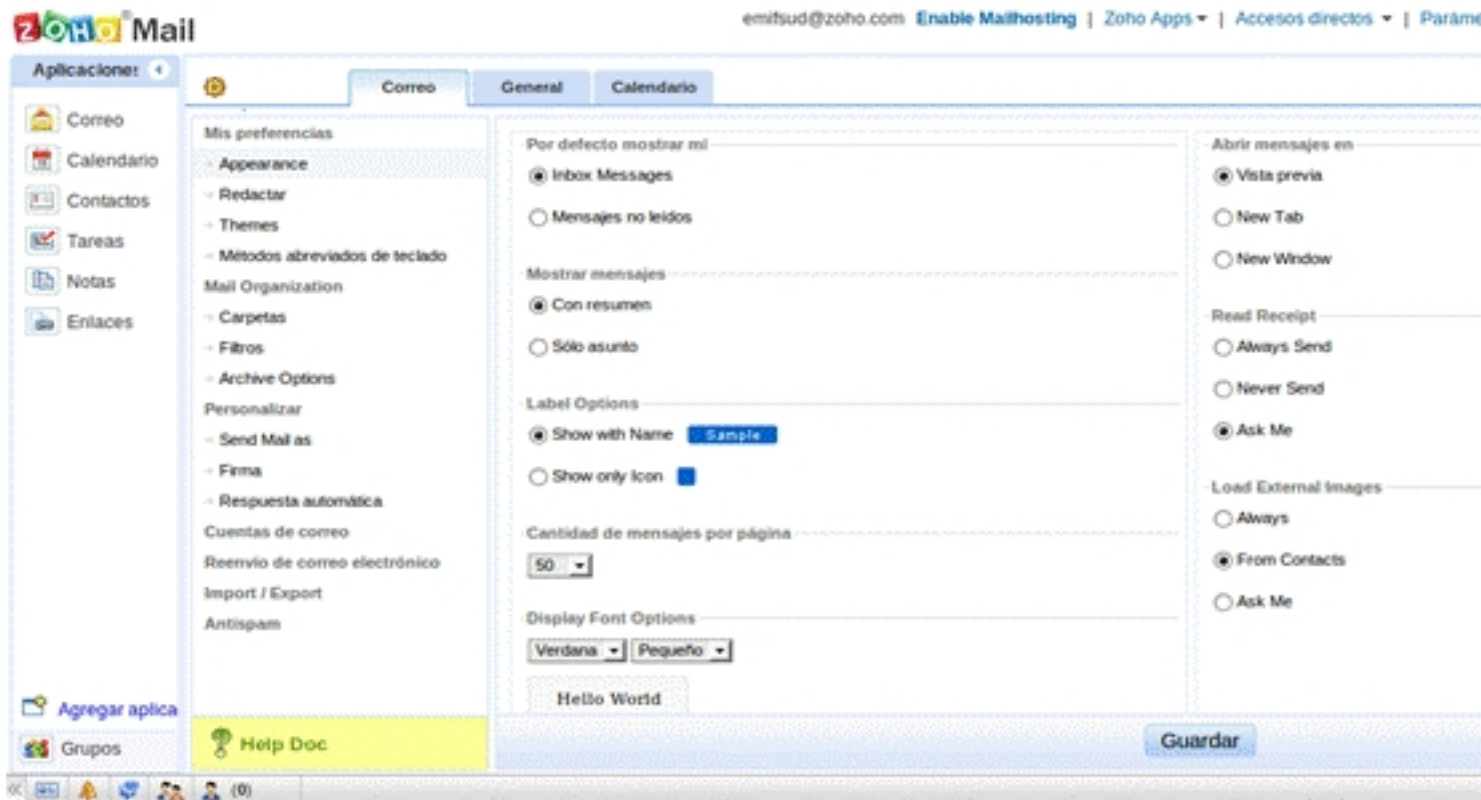 ZOHO Mail
emifsud@zoho.com Enable Mailhosting | Zoho Apps | Accesos directos |
Aplicaciones
Correo
Calendario
Contactos
Tareas
Notas
Enlaces
Agregar aplica
Grupos
Correo General Calendario
Mis preferencias
Appearance
Redactar
Themes
Métodos abreviados de teclado
Mail Organization
Carpetas
Filtros
Archive Options
Personalizar
Send Mail as
Firma
Respuesta automática
Cuentas de correo
Reenvío de correo electrónico
Import / Export
Antispam
Help Doc
Por defecto mostrar mi
Inbox Messages
Mensajes no leídos
Mostrar mensajes
Con resumen
Sólo asunto
Label Options
Show with Name Sample
Show only Icon
Cantidad de mensajes por página
50
Display Font Options
Verdana Pequeño
Hello World
Abrir mensajes en
Vista previa
New Tab
New Window
Read Receipt
Always Send
Never Send
Ask Me
Load External Images
Always
From Contacts
Ask Me
Guardar
(0)